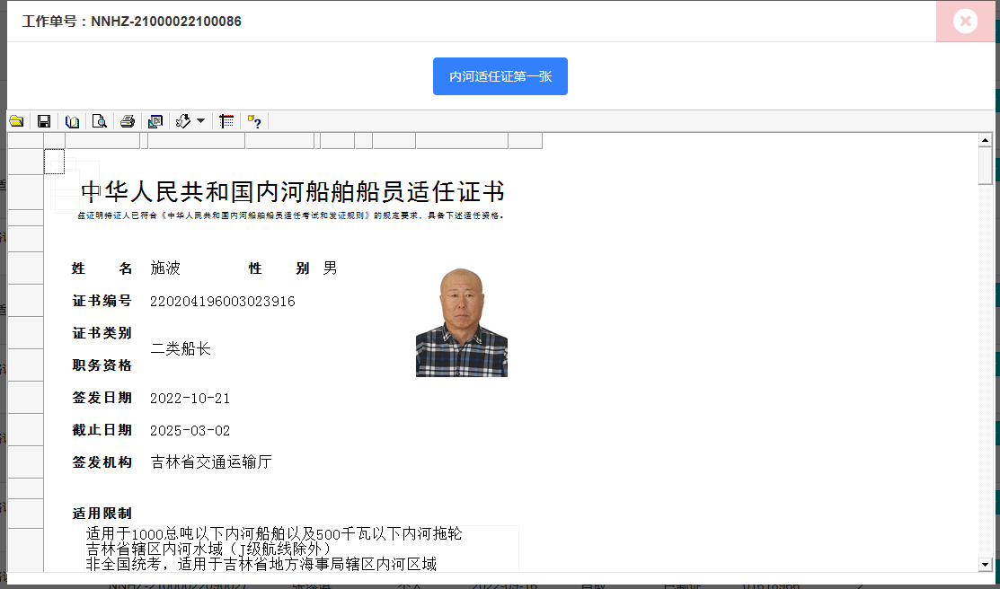 工作单号：NNHZ-21000022100086
内河适任证第一张
中华人民共和国内河船舶船员适任证书
兹证明持证人已符合《中华人民共和国内河船舶船员适任考试和发证规则》的规定要求，具备下述适任资格。
姓 名 施波 性 别 男
证书编号 220204196003023916
证书类别
二类船长
职务资格
签发日期 2022-10-21
截止日期 2025-03-02
签发机构 吉林省交通运输厅
适用限制
适用于1000总吨以下内河船舶以及500千瓦以下内河拖轮
吉林省辖区内河水域（J级航线除外）
非全国统考，适用于吉林省地方海事局辖区内河区域